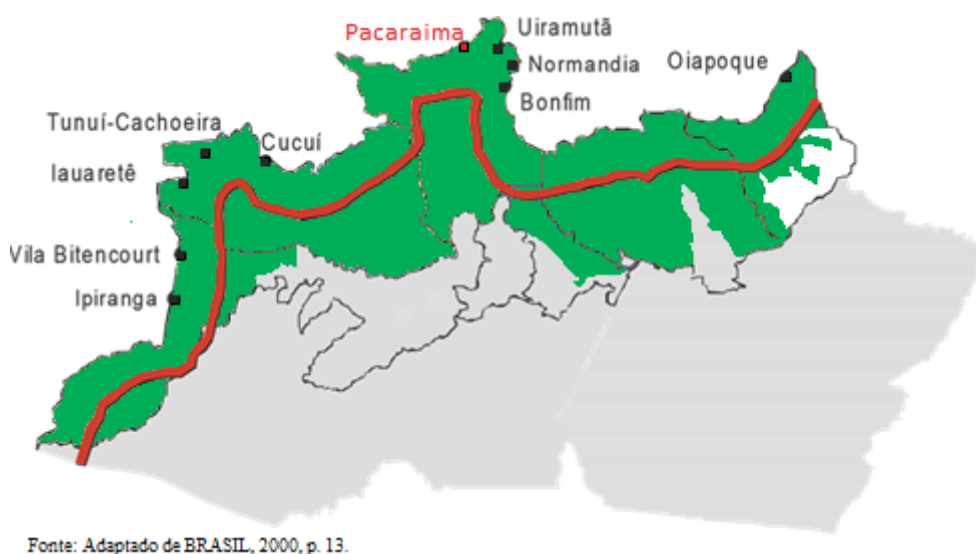 Pacaraima
Uiramutã
Normandia
Bonfim
Oiapoque
Tunuí-Cachoeira
Cucuí
Iauaretê
Vila Bitencourt
Ipiranga
Fonte: Adaptado de BRASIL, 2000, p. 13.